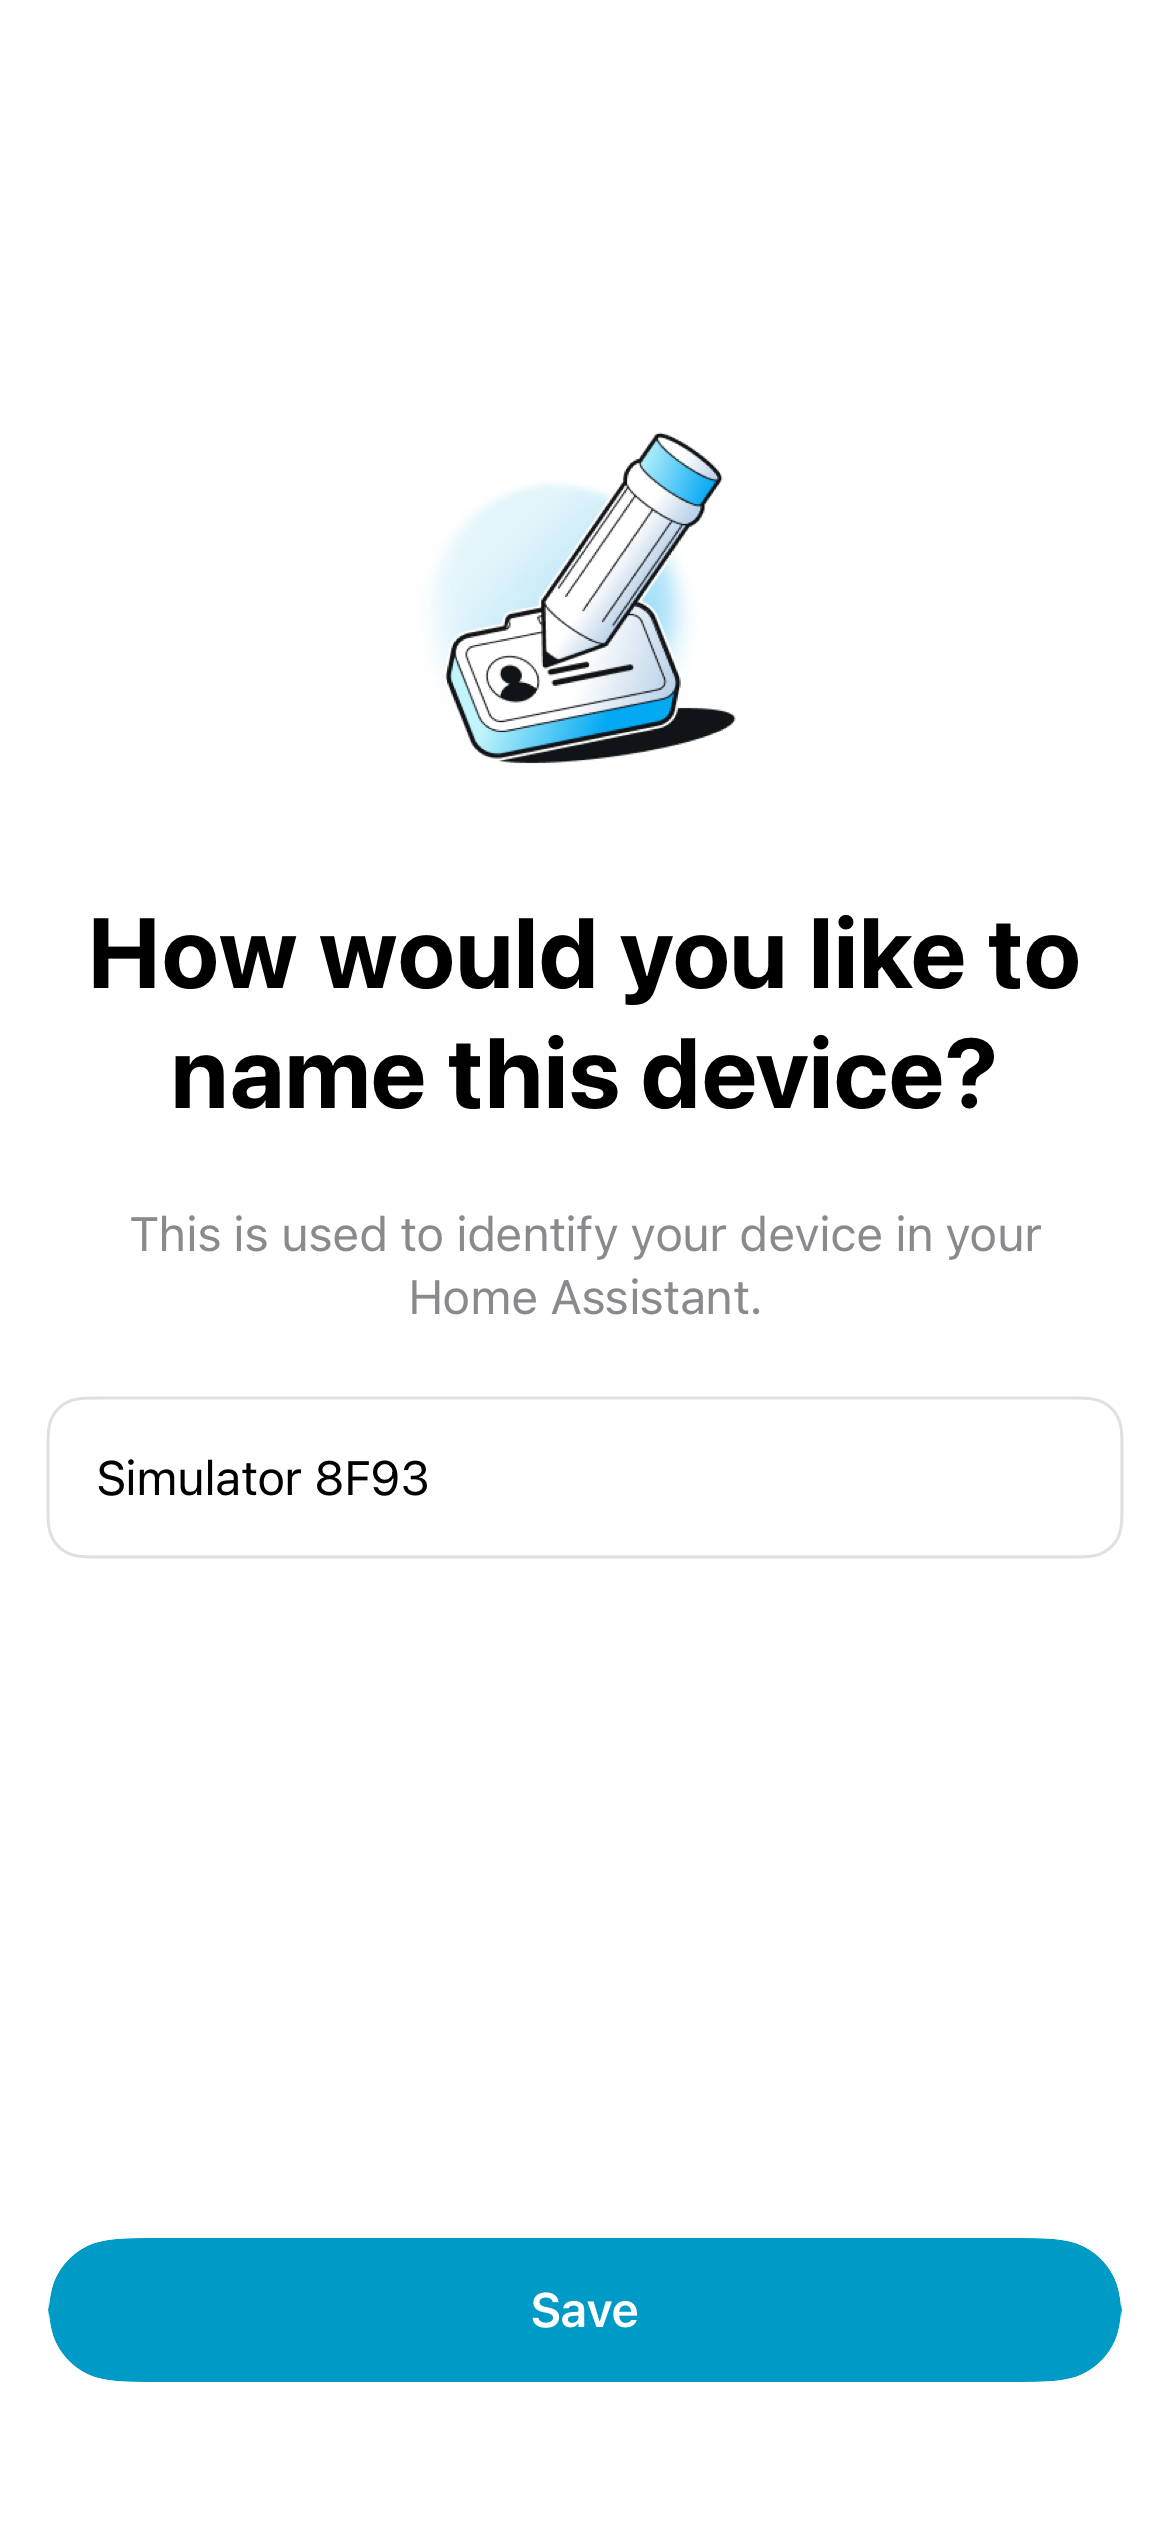 How would you like to
name this device?
This is used to identify your device in your
Home Assistant.
Simulator 8F93
Save